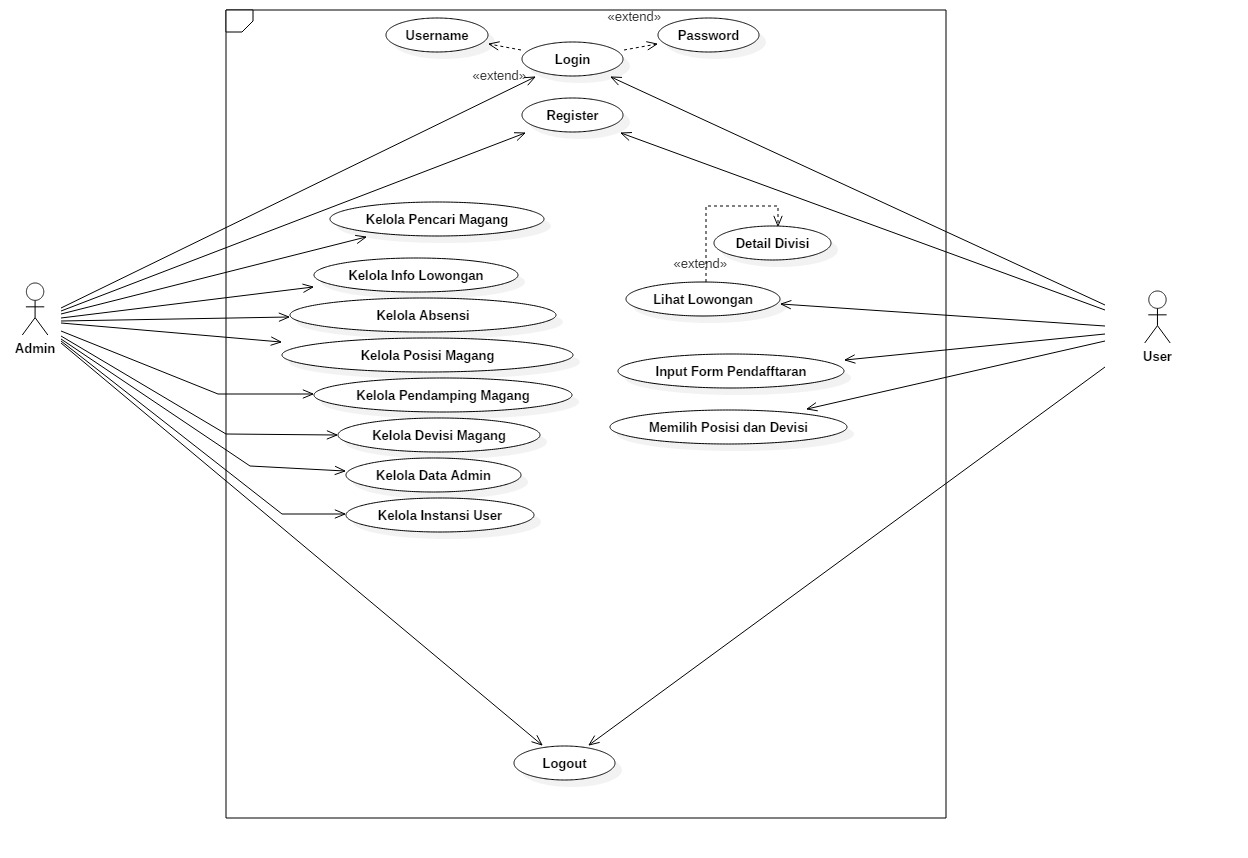 Admin
User
Username
«extend»
Login
«extend»
Password
Register
Kelola Pencari Magang
Detail Divisi
«extend»
Kelola Info Lowongan
Lihat Lowongan
Kelola Absensi
Kelola Posisi Magang
Input Form Pendafftaran
Kelola Pendamping Magang
Memilih Posisi dan Devisi
Kelola Devisi Magang
Kelola Data Admin
Kelola Instansi User
Logout